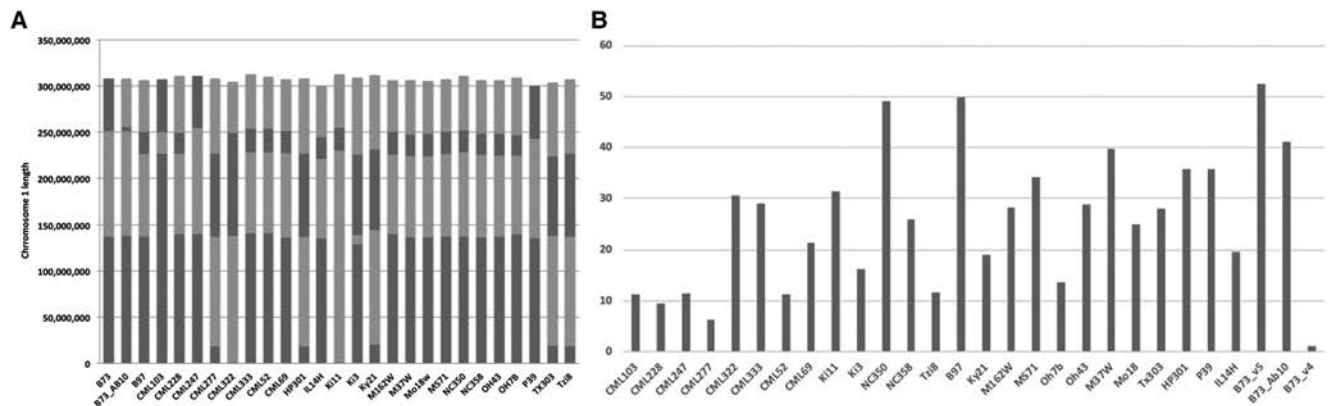 A
350,000,000
300,000,000
250,000,000
200,000,000
150,000,000
100,000,000
50,000,000
0
Chrromosome 1 length
B73
B73_AB10
B97
CML103
CML228
CML247
CML277
CML322
CML333
CML52
CML69
HP301
IL14H
Ki11
Ki3
Ky21
M162W
M37W
Mo18w
MS71
NC350
NC358
OH43
OH7B
P39
TX303
Tzi8
B
60
50
40
30
20
10
0
CML103
CML228
CML247
CML277
CML322
CML333
CML52
CML69
Ki11
Ki3
NC350
NC358
Tzi8
B97
Ky21
M162W
MS71
Oh7b
Oh43
M37W
Mo18
Tx303
HP301
P39
IL14H
B73_v5
B73_Ab10
B73_v4